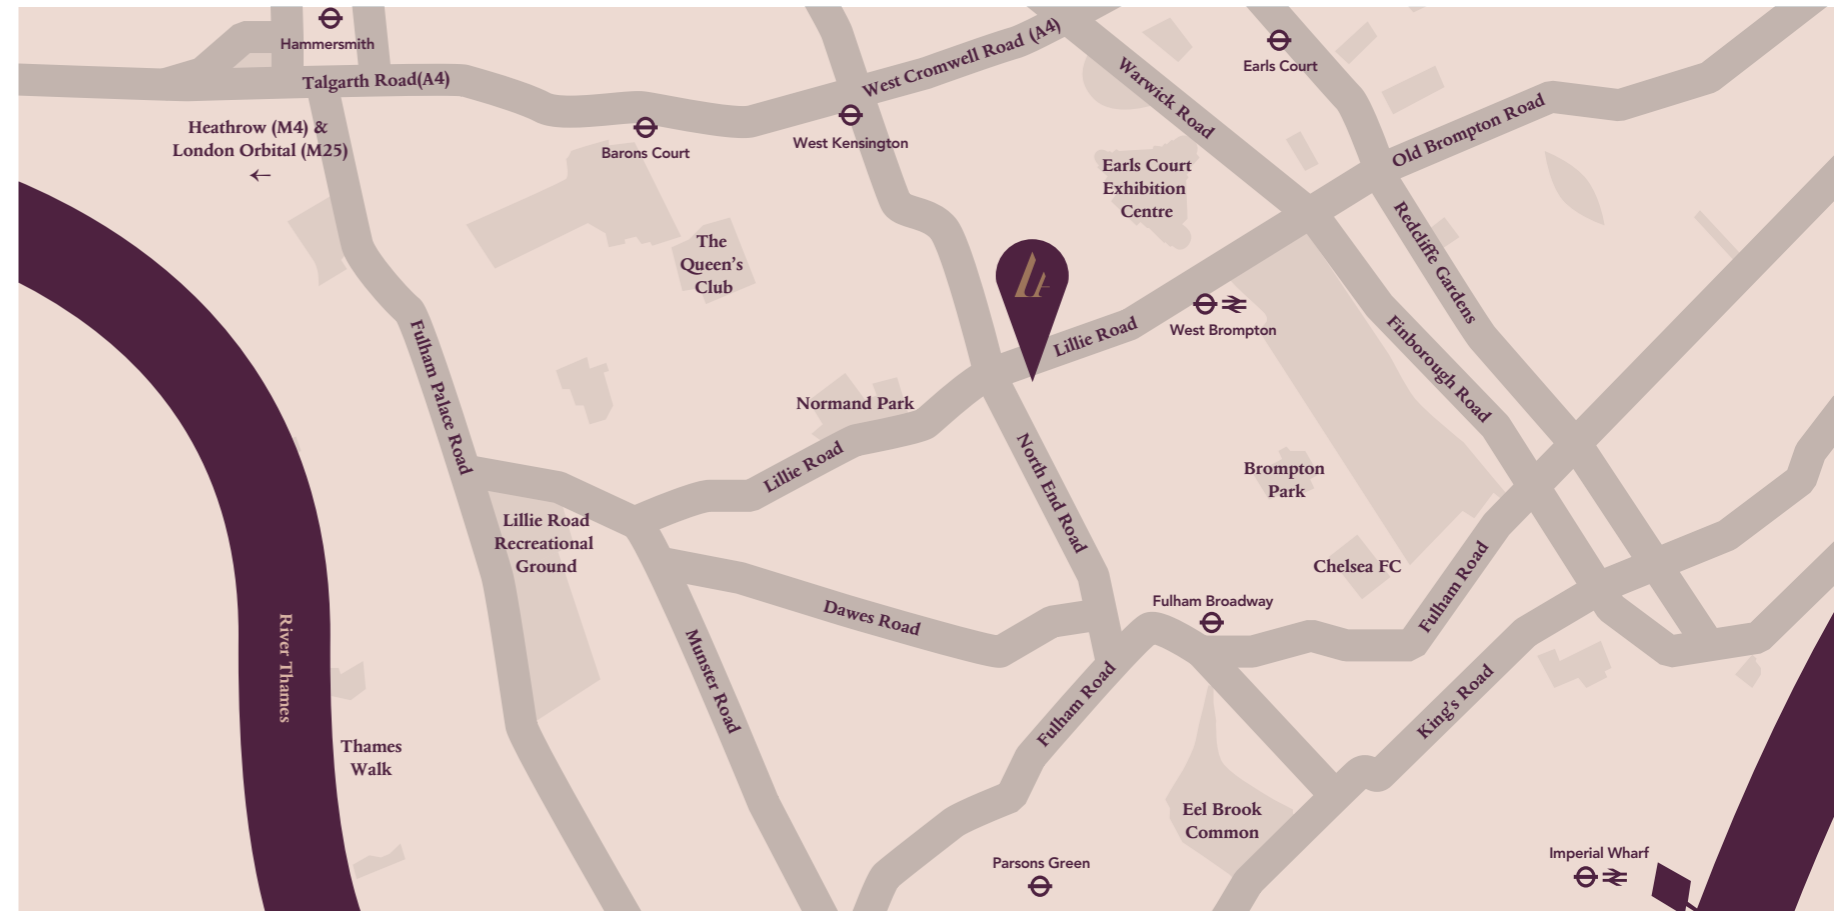 Hammersmith
Talgarth Road(A4)
Heathrow (M4) &
London Orbital (M25)
←
Barons Court
West Kensington
West Cromwell Road (A4)
Warwick Road
Earls Court
Old Brompton Road
Earls Court
Exhibition
Centre
The
Queen's
Club
Redcliffe Gardens
Fulham Palace Road
Lillie Road
West Brompton
Finborough Road
Normand Park
Lillie Road
North End Road
Brompton
Park
Lillie Road
Recreational
Ground
Chelsea FC
Fulham Road
Dawes Road
Fulham Broadway
River Thames
Munster Road
Fulham Road
King's Road
Thames
Walk
Eel Brook
Common
Parsons Green
Imperial Wharf